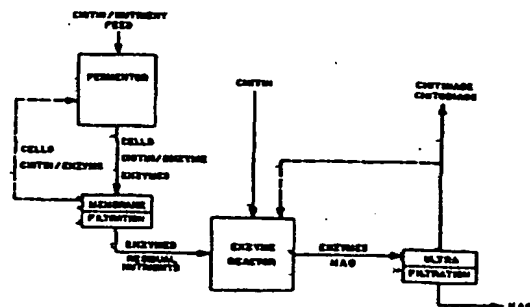 CHITIN/NUTRIENT
FEED
FERMENTOR
CHITIN
CHITINASE
CHITOBIASE
CELLS
CHITIN/ENZYME
CELLS
CHITIN/ENZYME
ENZYMES
MEMBRANE
FILTRATION
ENZYMES
RESIDUAL
NUTRIENTS
ENZYME
REACTOR
ENZYMES
NAG
ULTRA
FILTRATION
NAG